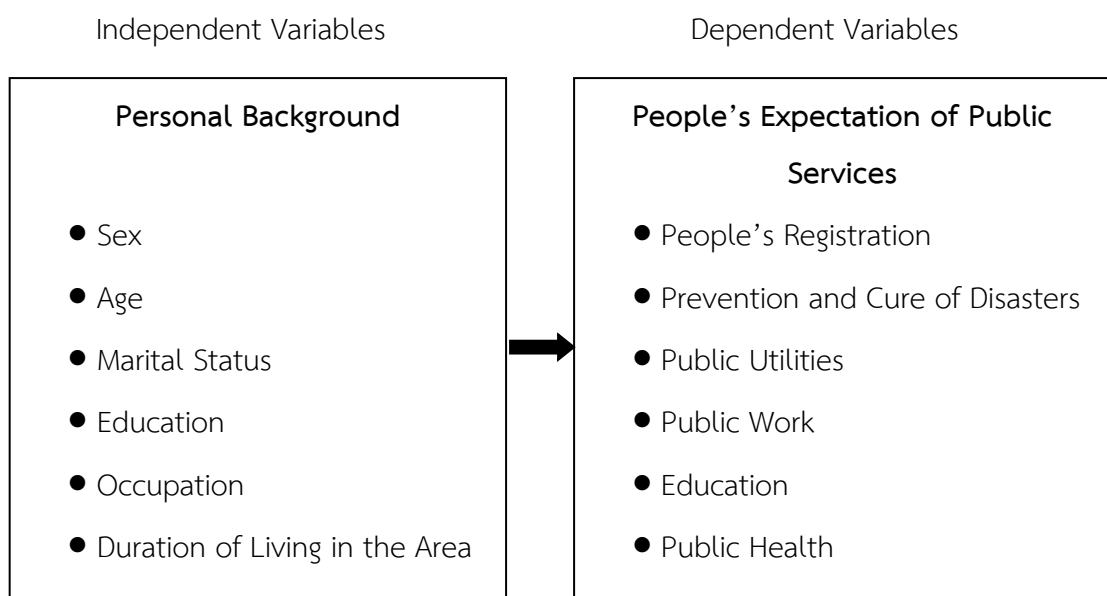 Independent Variables
Dependent Variables
Personal Background
● Sex
● Age
● Marital Status
● Education
● Occupation
● Duration of Living in the Area
People’s Expectation of Public
Services
● People’s Registration
● Prevention and Cure of Disasters
● Public Utilities
● Public Work
● Education
● Public Health